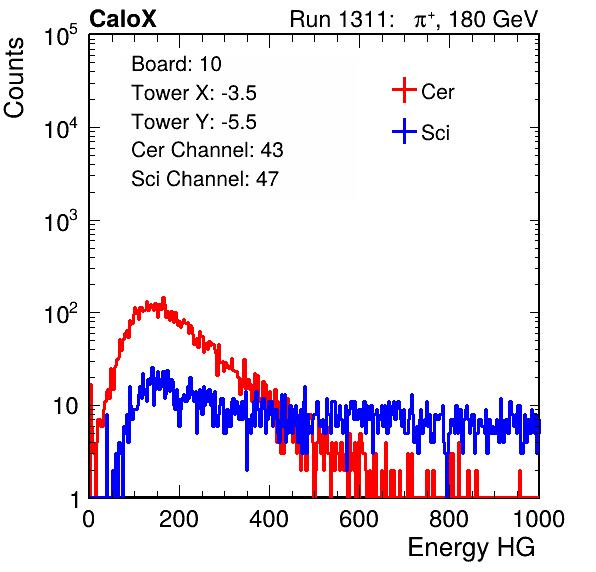 CaloX Run 1311: π⁺, 180 GeV
Counts
10⁵
10⁴
10³
10²
10
1
Board: 10
Tower X: -3.5
Tower Y: -5.5
Cer Channel: 43
Sci Channel: 47
Cer
Sci
0 200 400 600 800 1000
Energy HG